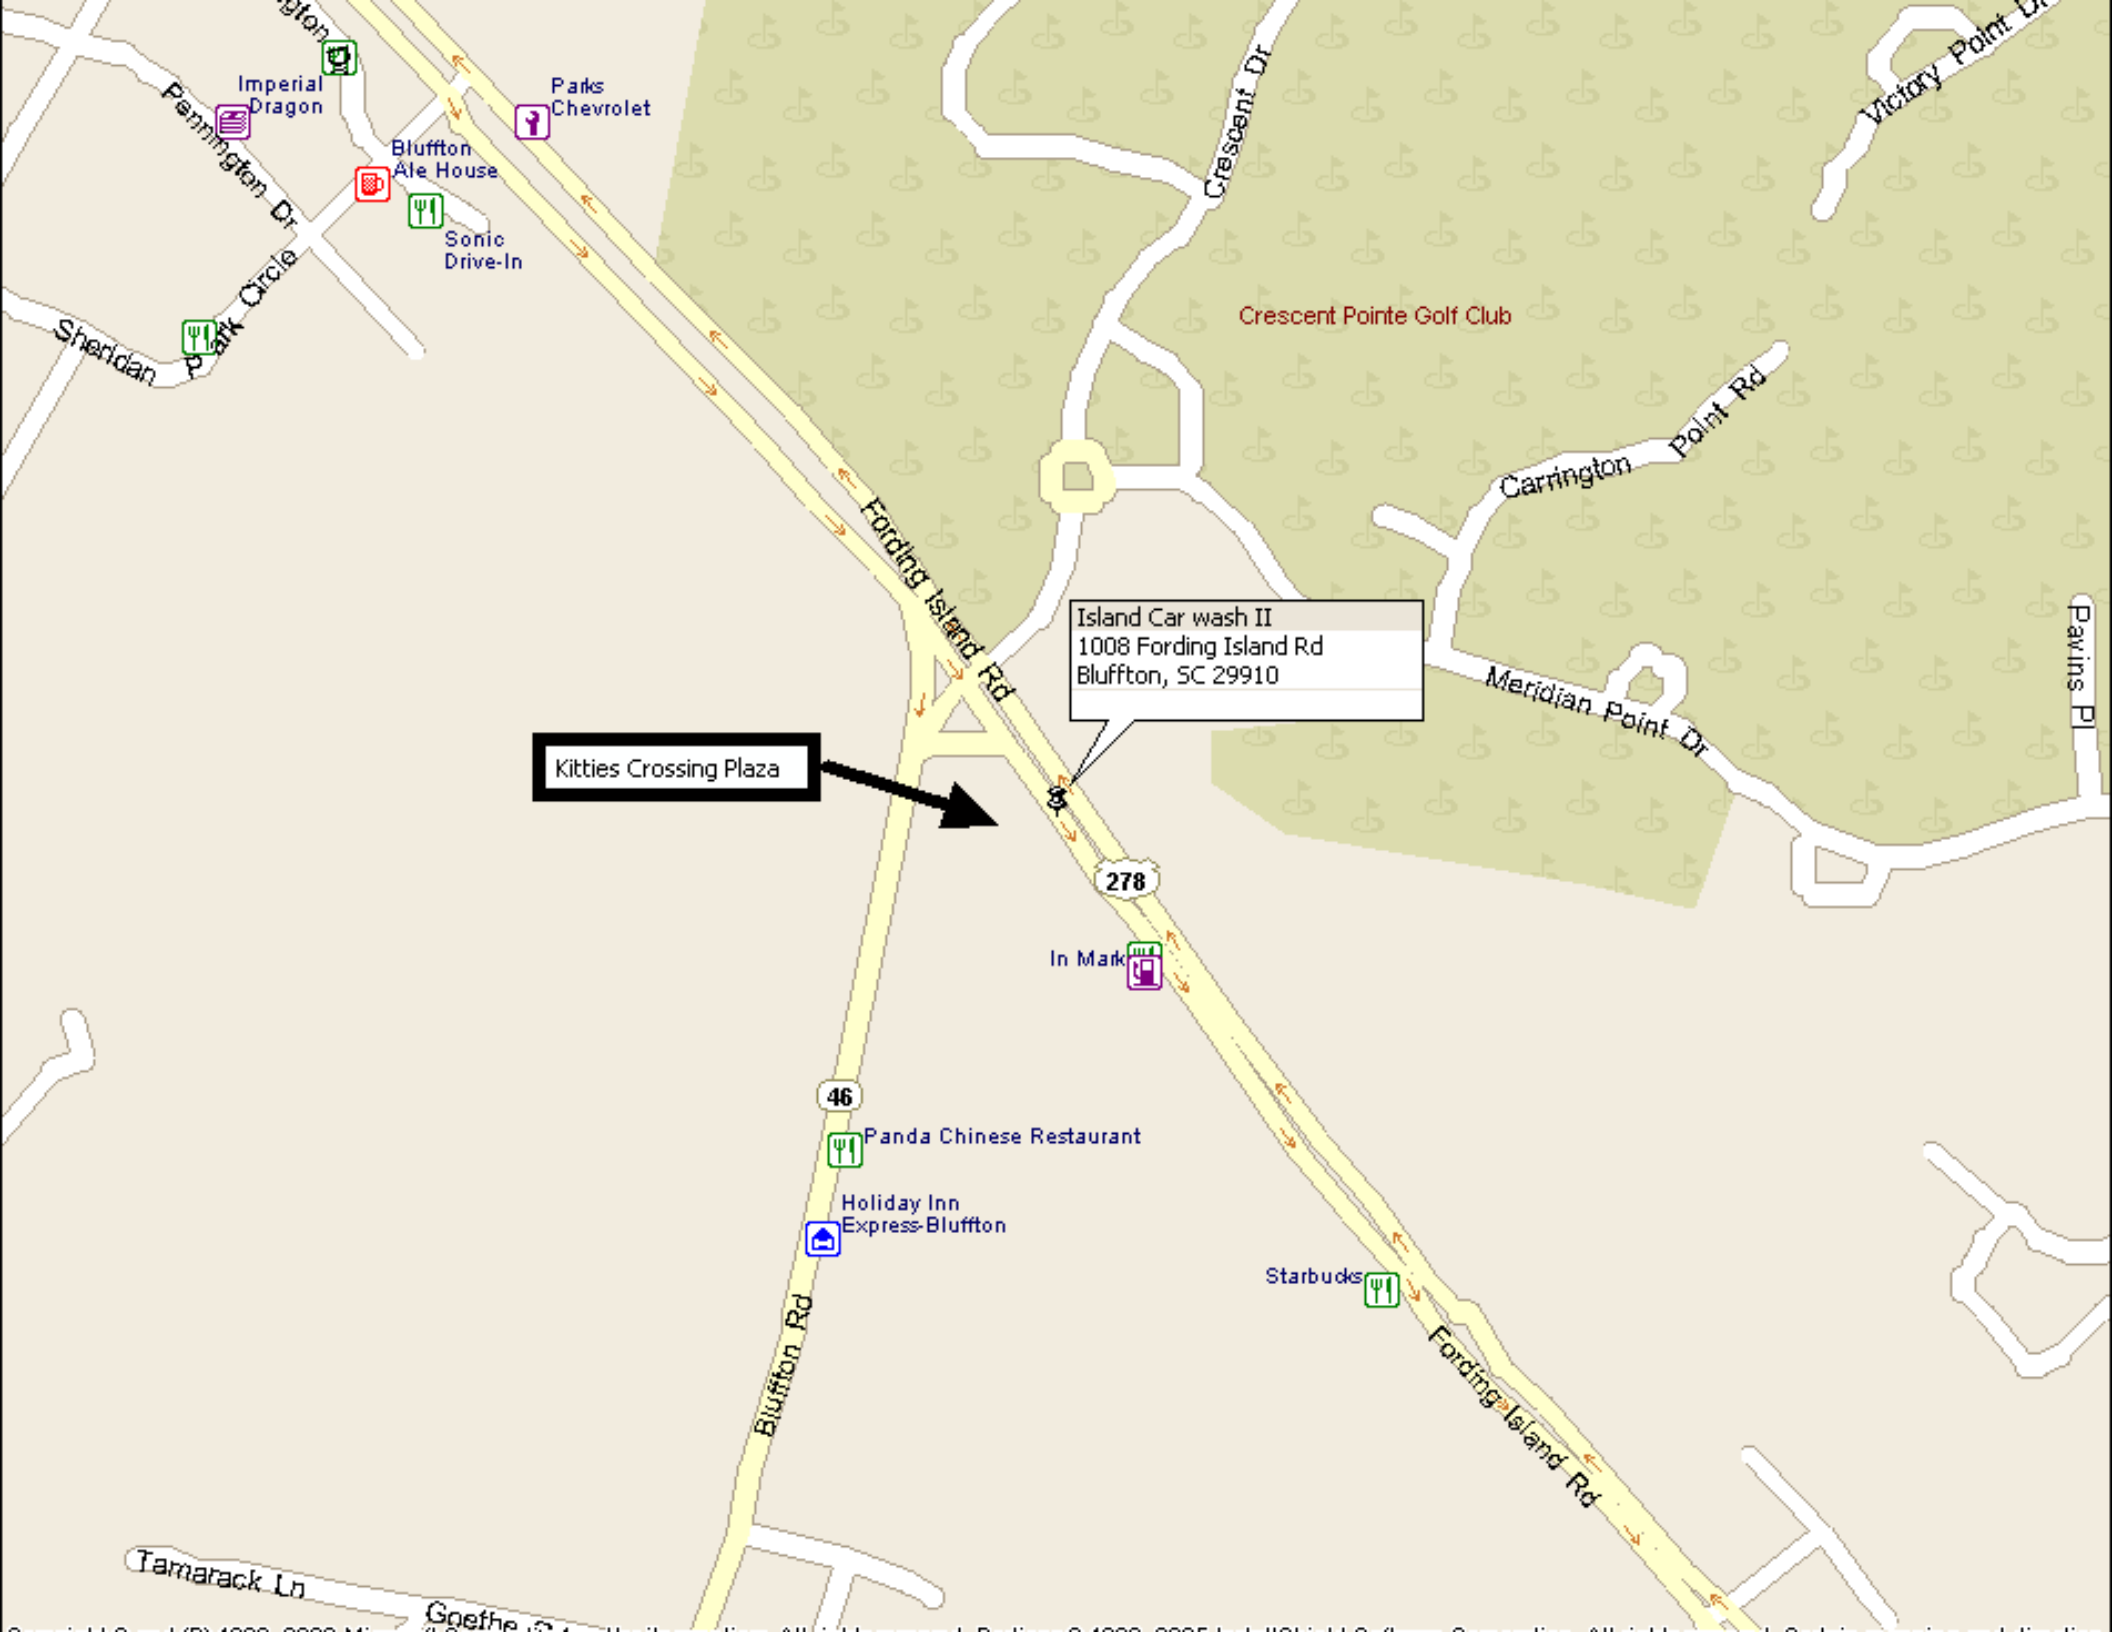 Imperial
Dragon
Parks
Chevrolet
Pennington Dr
Bluffton
Ale House
Sonic
Drive-In
Park Circle
Sheridan
Crescent Dr
Victory Point Dr
Crescent Pointe Golf Club
Carrington Point Rd
Fording Island Rd
Island Car wash II
1008 Fording Island Rd
Bluffton, SC 29910
Meridian Point Dr
Pavins Pl
Kitties Crossing Plaza
278
In Mark
46
Panda Chinese Restaurant
Holiday Inn
Express-Bluffton
Starbucks
Bluffton Rd
Fording Island Rd
Tamarack Ln
Goethe